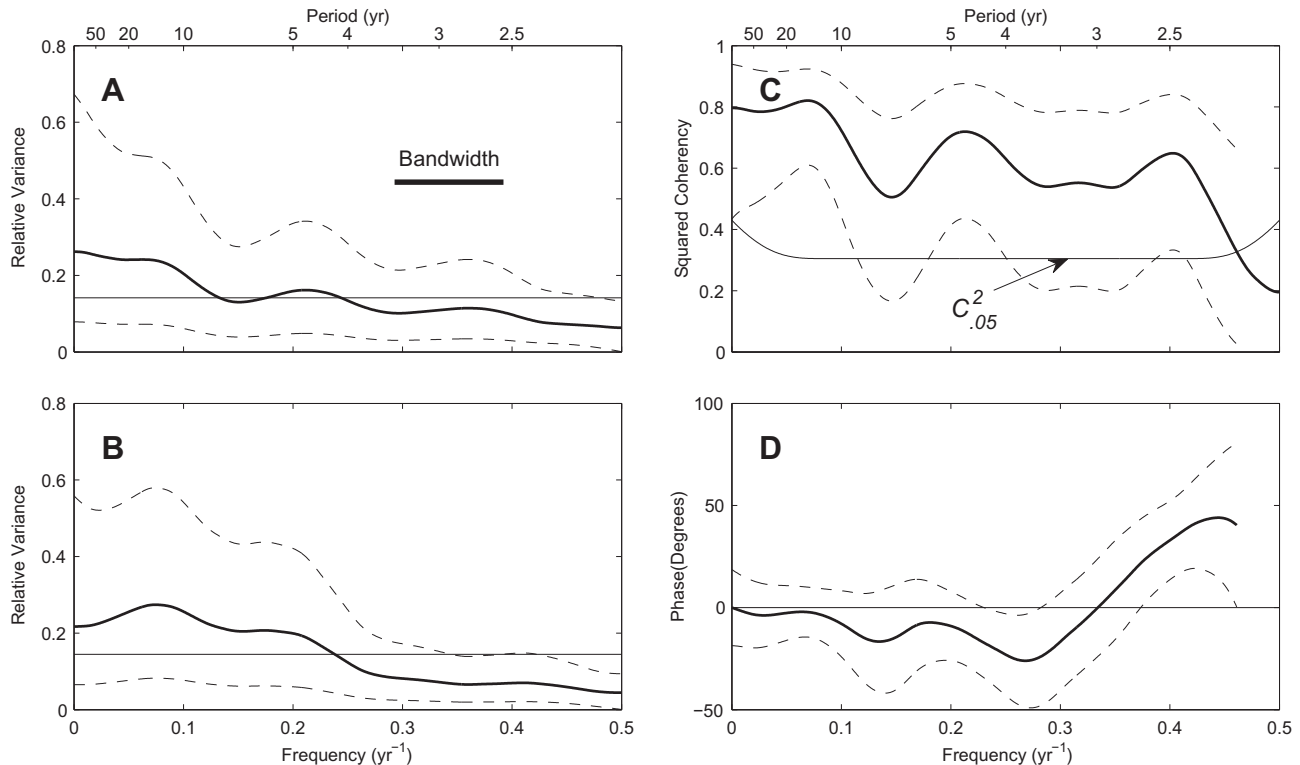 Period (yr)
50 20 10 5 4 3 2.5
0.8
0.6
0.4
0.2
0
Relative Variance
A
Bandwidth
Period (yr)
50 20 10 5 4 3 2.5
1
0.8
0.6
0.4
0.2
0
Squared Coherency
C
C².05
0.8
0.6
0.4
0.2
0
Relative Variance
B
0 0.1 0.2 0.3 0.4 0.5
Frequency (yr⁻¹)
100
50
0
−50
Phase(Degrees)
D
0 0.1 0.2 0.3 0.4 0.5
Frequency (yr⁻¹)